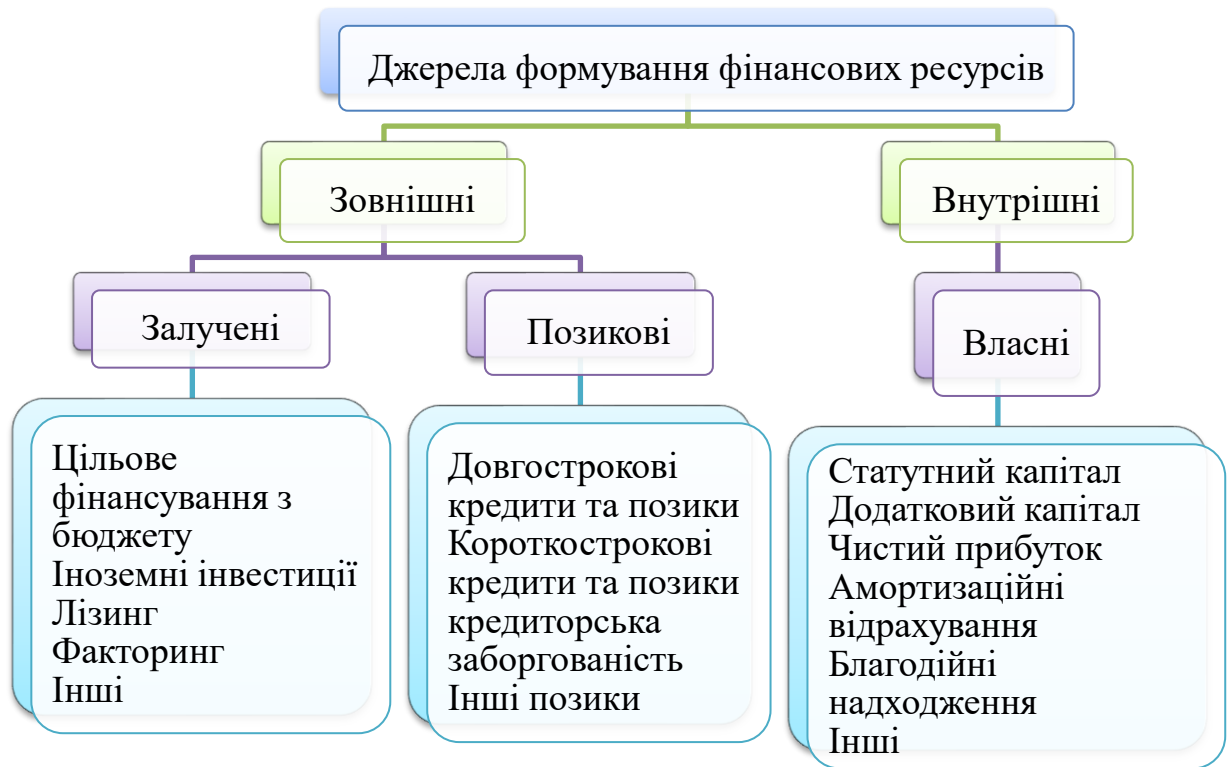 Джерела формування фінансових ресурсів
Зовнішні
Внутрішні
Залучені
Позикові
Власні
Цільове
фінансування з
бюджету
Іноземні інвестиції
Лізинг
Факторинг
Інші
Довгострокові
кредити та позики
Короткострокові
кредити та позики
кредиторська
заборгованість
Інші позики
Статутний капітал
Додатковий капітал
Чистий прибуток
Амортизаційні
відрахування
Благодійні
надходження
Інші